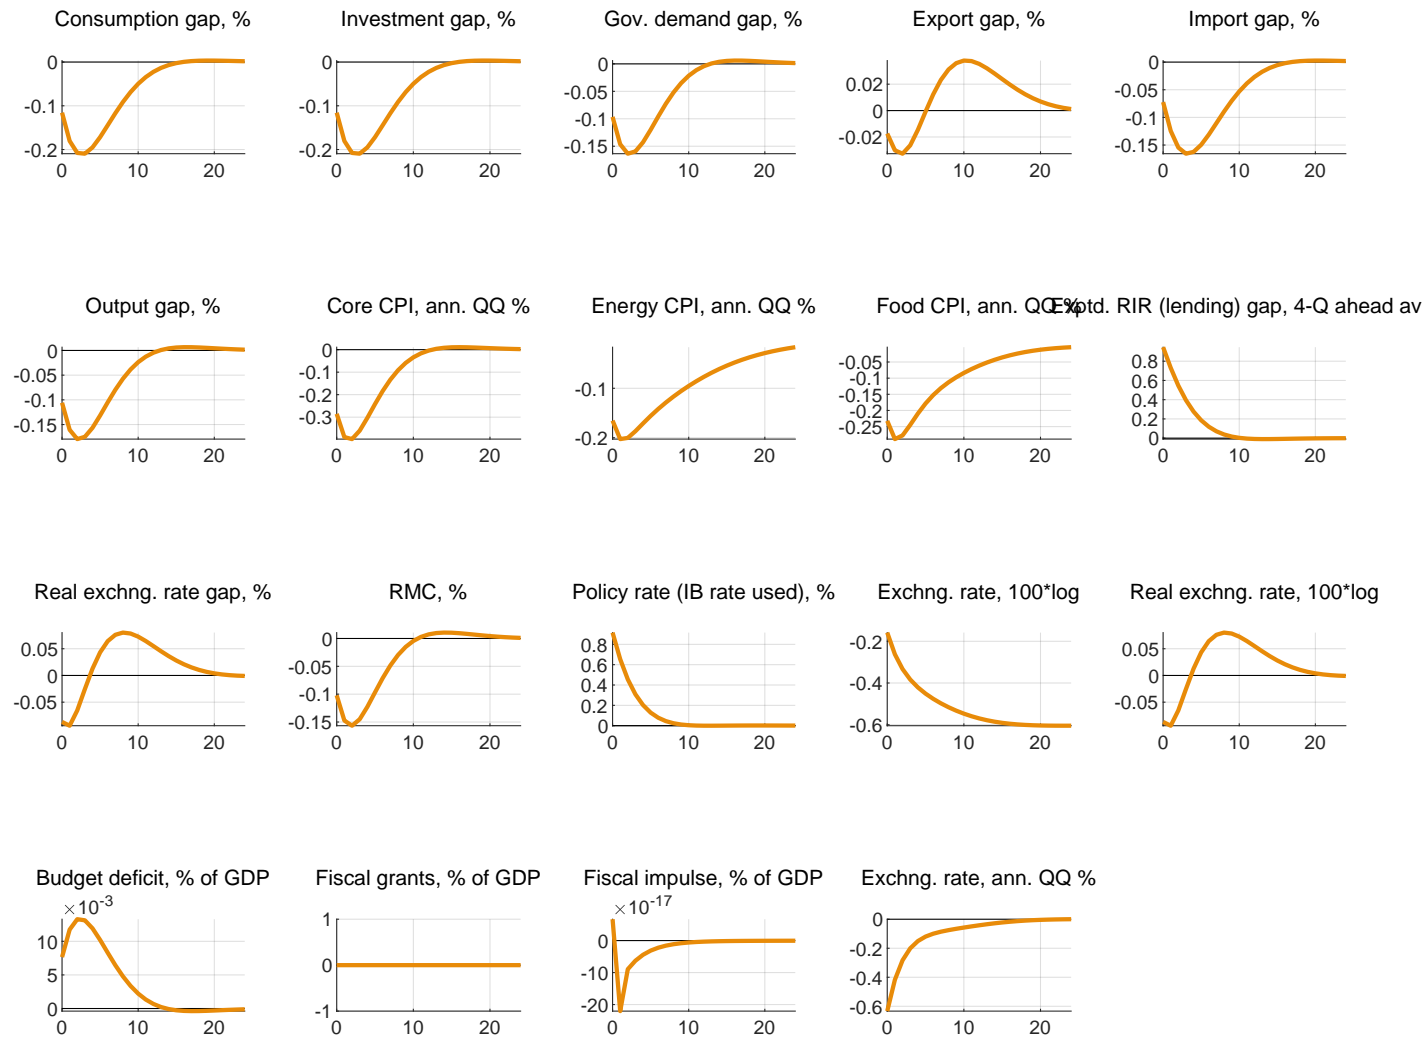 Consumption gap, %
Investment gap, %
Gov. demand gap, %
Export gap, %
Import gap, %
0
-0.1
-0.2
0 10 20
0
-0.1
-0.2
0 10 20
0
-0.05
-0.1
-0.15
0 10 20
0.02
0
-0.02
0 10 20
0
-0.05
-0.1
-0.15
0 10 20
Output gap, %
Core CPI, ann. QQ %
Energy CPI, ann. QQ %
Food CPI, ann. QQ %
Exptd. RIR (lending) gap, 4-Q ahead av
0
-0.05
-0.1
-0.15
0 10 20
0
-0.1
-0.2
-0.3
0 10 20
-0.1
-0.2
0 10 20
-0.05
-0.1
-0.15
-0.2
-0.25
0 10 20
0.8
0.6
0.4
0.2
0
0 10 20
Real exchng. rate gap, %
RMC, %
Policy rate (IB rate used), %
Exchng. rate, 100*log
Real exchng. rate, 100*log
0.05
0
-0.05
0 10 20
0
-0.05
-0.1
-0.15
0 10 20
0.8
0.6
0.4
0.2
0
0 10 20
-0.2
-0.4
-0.6
0 10 20
0.05
0
-0.05
0 10 20
Budget deficit, % of GDP
Fiscal grants, % of GDP
Fiscal impulse, % of GDP
Exchng. rate, ann. QQ %
×10⁻³
10
5
0
0 10 20
1
0
-1
0 10 20
×10⁻¹⁷
0
-10
-20
0 10 20
0
-0.2
-0.4
-0.6
0 10 20